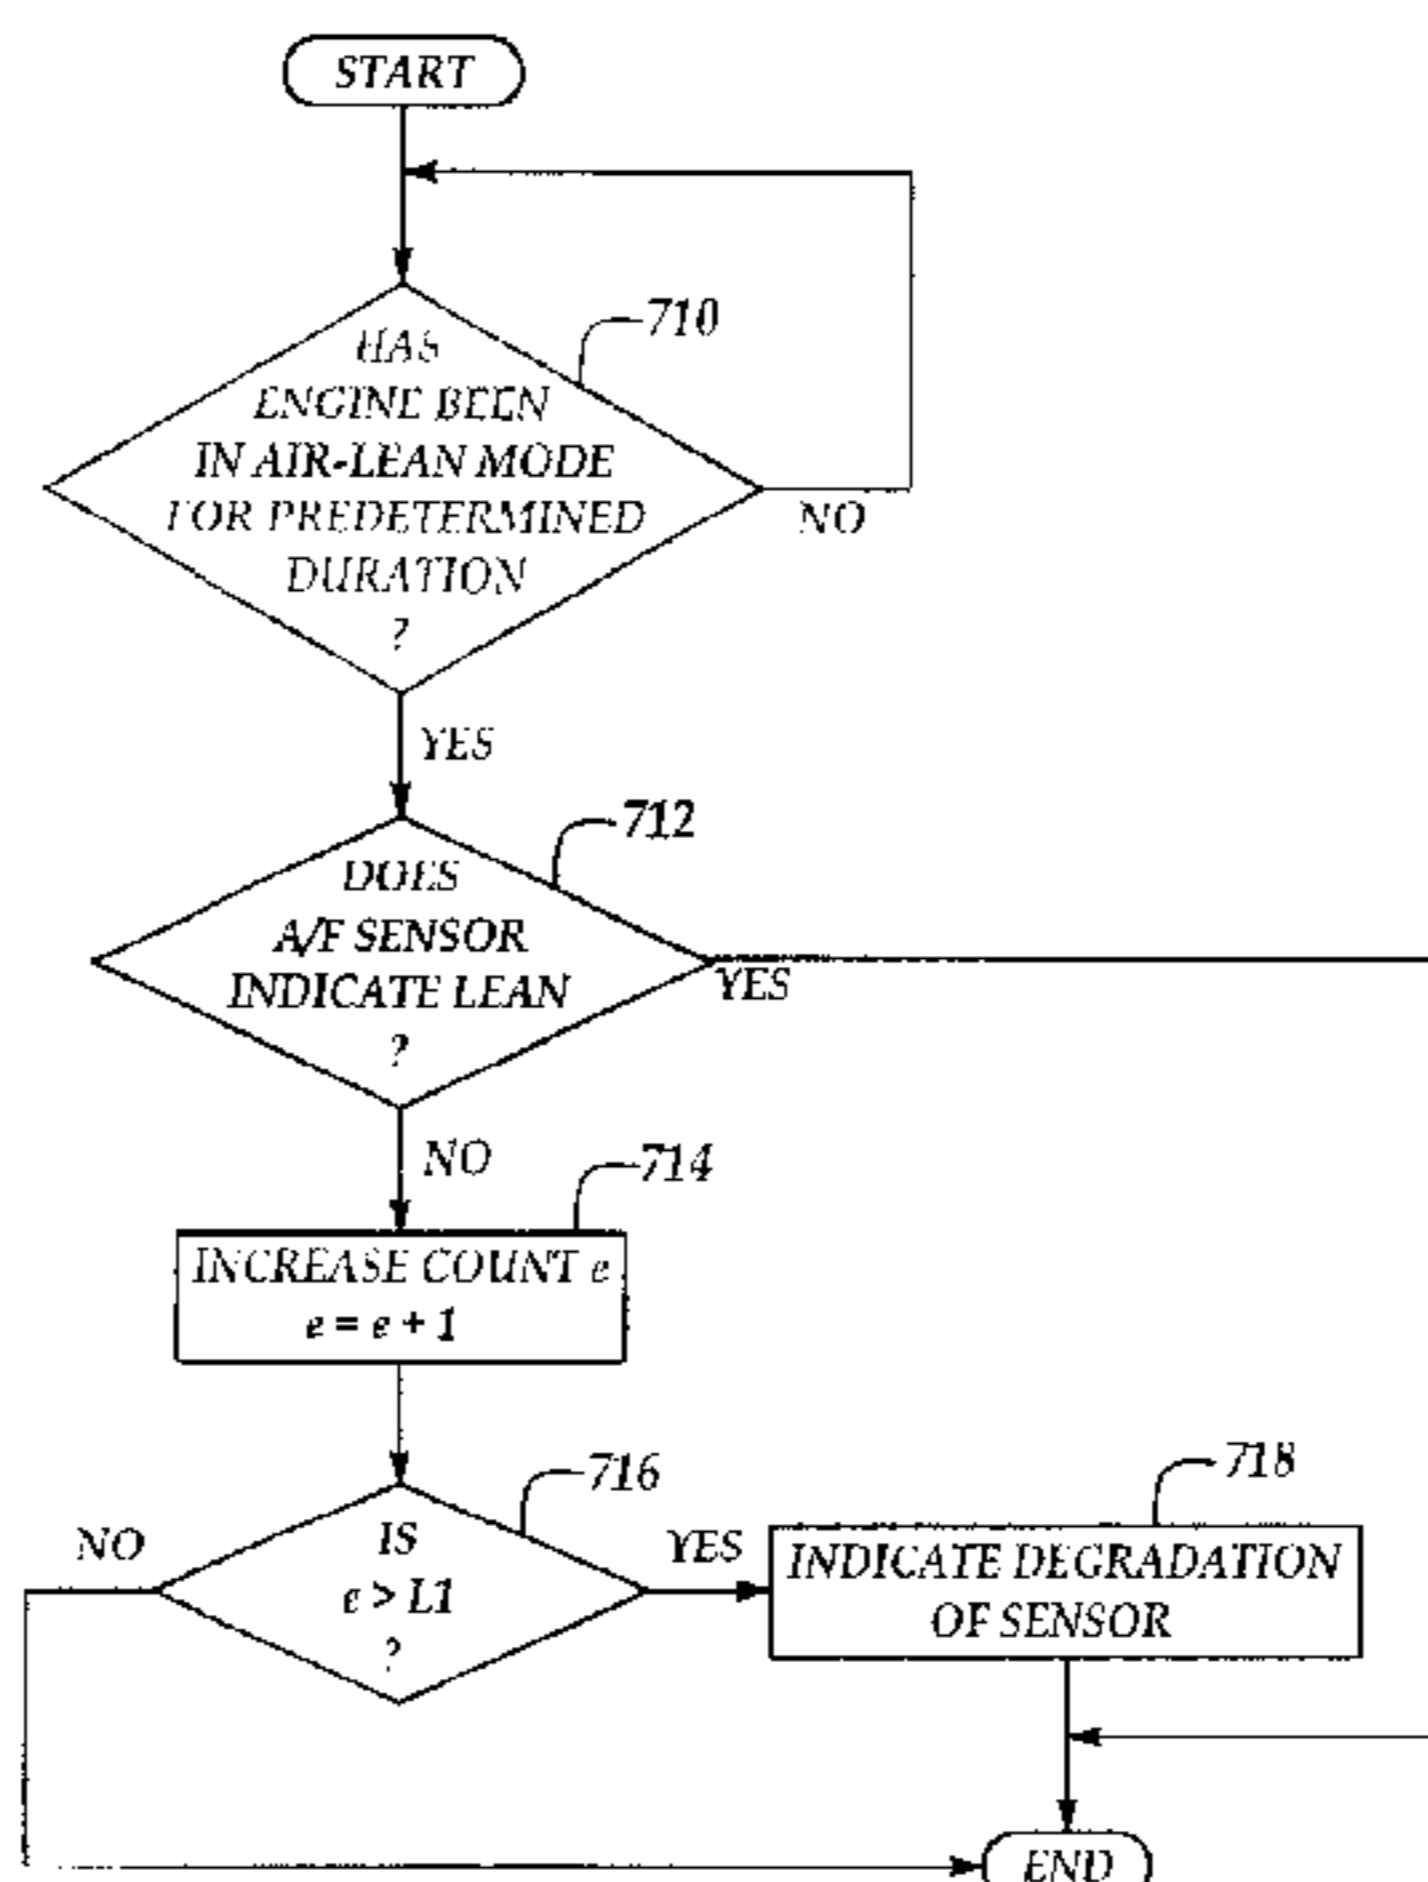 START
710
HAS
ENGINE BEEN
IN AIR-LEAN MODE
FOR PREDETERMINED
DURATION
?
NO
YES
712
DOES
A/F SENSOR
INDICATE LEAN
?
YES
NO
714
INCREASE COUNT e
e = e + 1
716
718
NO
IS
e > L1
?
YES
INDICATE DEGRADATION
OF SENSOR
END